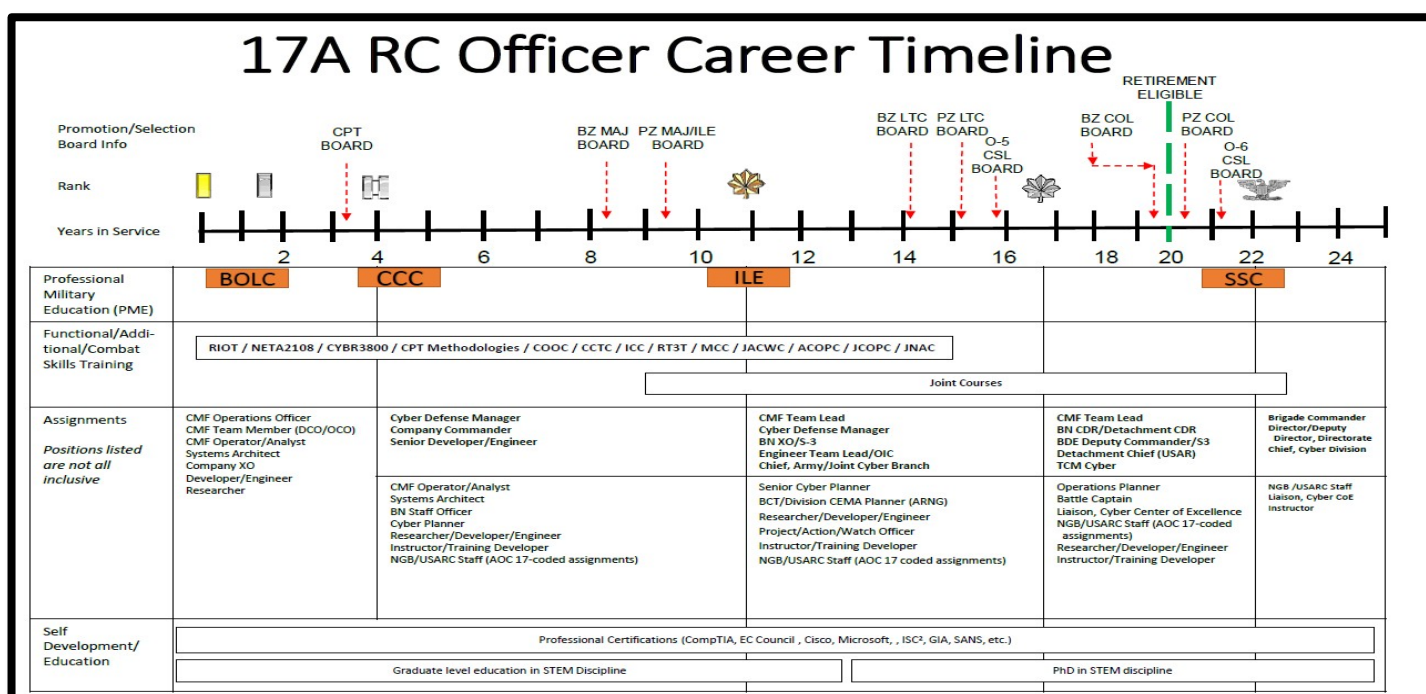 17A RC Officer Career Timeline
RETIREMENT
ELIGIBLE
Promotion/Selection
Board Info
CPT
BOARD
BZ MAJ
BOARD
PZ MAJ/ILE
BOARD
BZ LTC
BOARD
PZ LTC
BOARD
O-5
CSL
BOARD
BZ COL
BOARD
PZ COL
BOARD
O-6
CSL
BOARD
Rank
Years in Service
2 4 6 8 10 12 14 16 18 20 22 24
Professional
Military
Education (PME)
BOLC
CCC
ILE
SSC
Functional/Addi-
tional/Combat
Skills Training
RIOT / NETA2108 / CYBR3800 / CPT Methodologies / COOC / CCTC / ICC / RT3T / MCC / JACWC / ACOPC / JCOPC / JNAC
Joint Courses
Assignments
Positions listed
are not all
inclusive
CMF Operations Officer
CMF Team Member (DCO/OCO)
CMF Operator/Analyst
Systems Architect
Company XO
Developer/Engineer
Researcher
Cyber Defense Manager
Company Commander
Senior Developer/Engineer
CMF Operator/Analyst
Systems Architect
BN Staff Officer
Cyber Planner
Researcher/Developer/Engineer
Instructor/Training Developer
NGB/USARC Staff (AOC 17-coded assignments)
CMF Team Lead
Cyber Defense Manager
BN XO/S-3
Engineer Team Lead/OIC
Chief, Army/Joint Cyber Branch
Senior Cyber Planner
BCT/Division CEMA Planner (ARNG)
Researcher/Developer/Engineer
Project/Action/Watch Officer
Instructor/Training Developer
NGB/USARC Staff (AOC 17 coded assignments)
CMF Team Lead
BN CDR/Detachment CDR
BDE Deputy Commander/S3
Detachment Chief (USAR)
TCM Cyber
Operations Planner
Battle Captain
Liaison, Cyber Center of Excellence
NGB/USARC Staff (AOC 17-coded
assignments)
Researcher/Developer/Engineer
Instructor/Training Developer
Brigade Commander
Director/Deputy
Director, Directorate
Chief, Cyber Division
NGB /USARC Staff
Liaison, Cyber CoE
Instructor
Self
Development/
Education
Professional Certifications (CompTIA, EC Council , Cisco, Microsoft, , ISC², GIA, SANS, etc.)
Graduate level education in STEM Discipline
PhD in STEM discipline